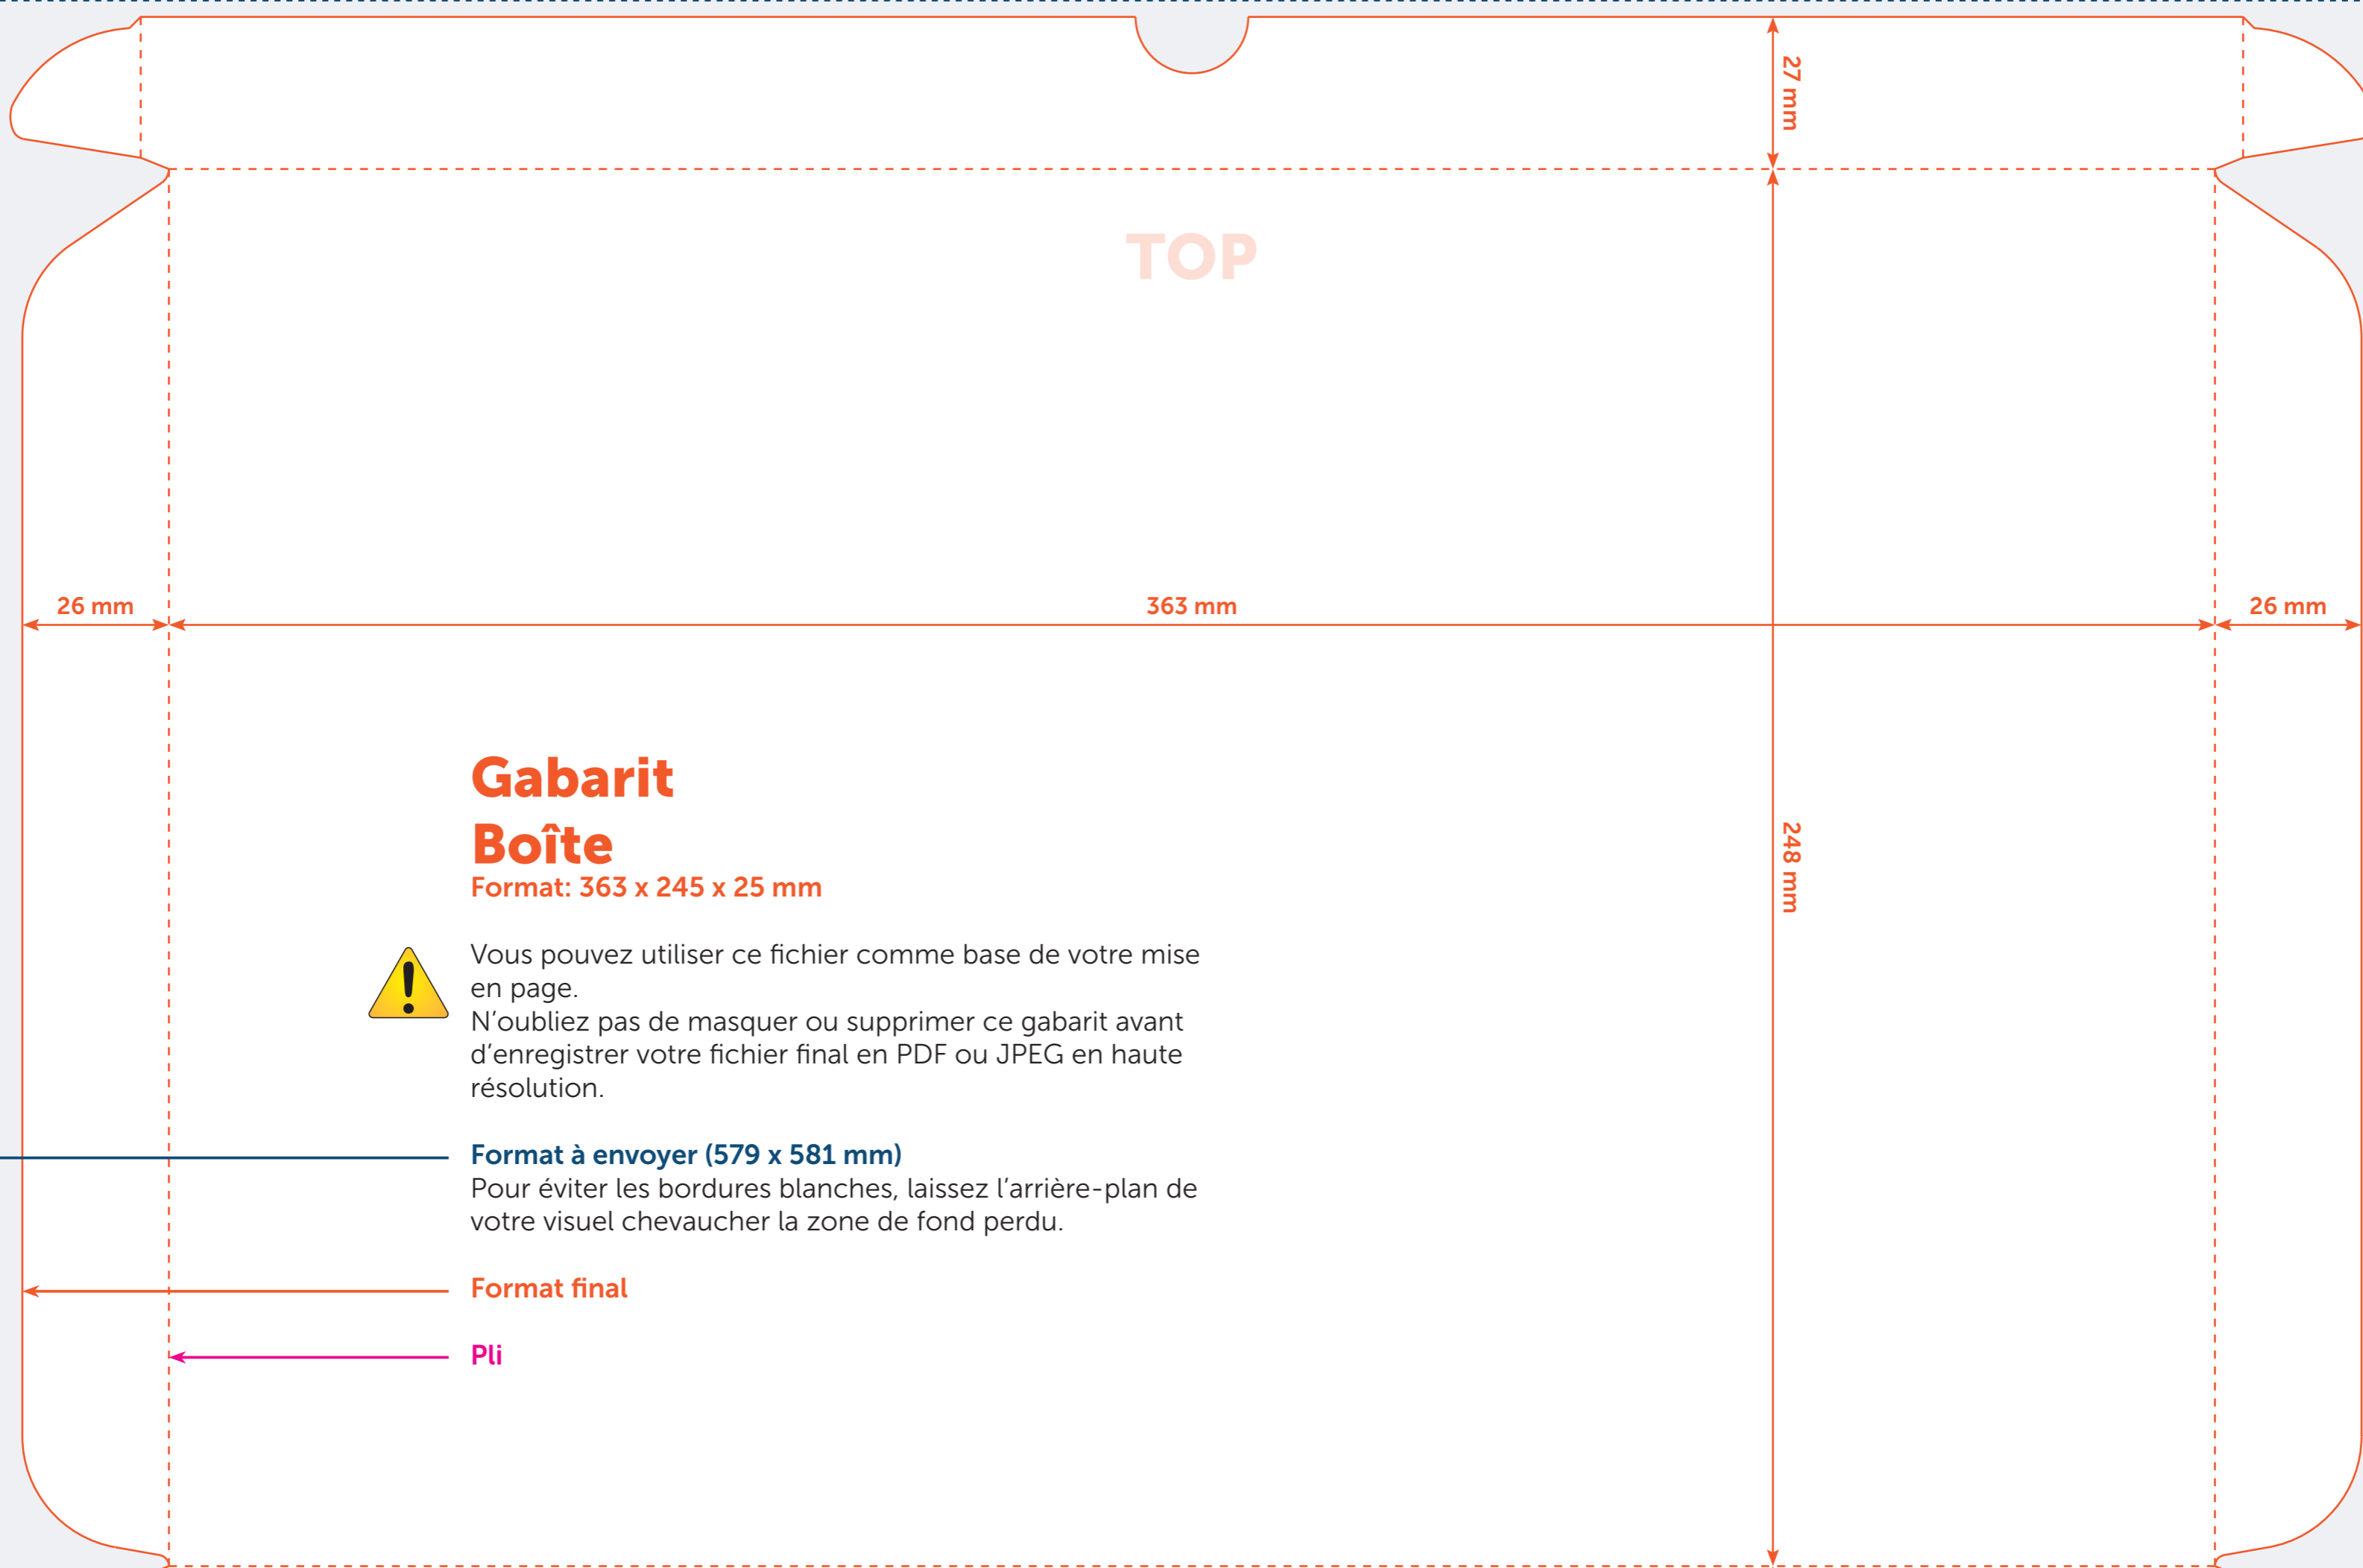 27 mm
TOP
26 mm
363 mm
26 mm
Gabarit
Boîte
Format: 363 x 245 x 25 mm
248 mm
Vous pouvez utiliser ce fichier comme base de votre mise
en page.
N’oubliez pas de masquer ou supprimer ce gabarit avant
d’enregistrer votre fichier final en PDF ou JPEG en haute
résolution.
Format à envoyer (579 x 581 mm)
Pour éviter les bordures blanches, laissez l’arrière-plan de
votre visuel chevaucher la zone de fond perdu.
Format final
Pli